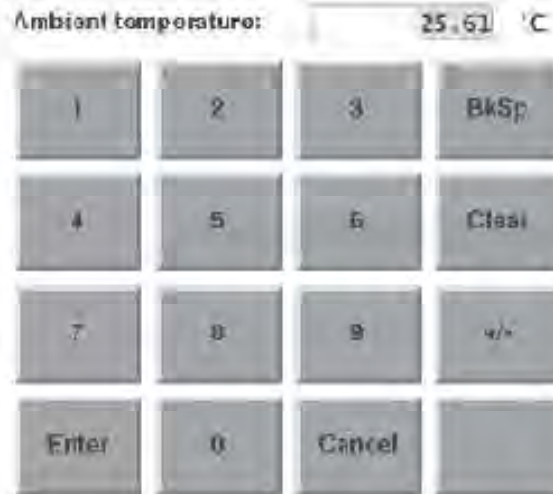 Ambient temperature: 25.61 °C
1 2 3 BkSp
4 5 6 Clear
7 8 9 +/-
Enter 0 Cancel